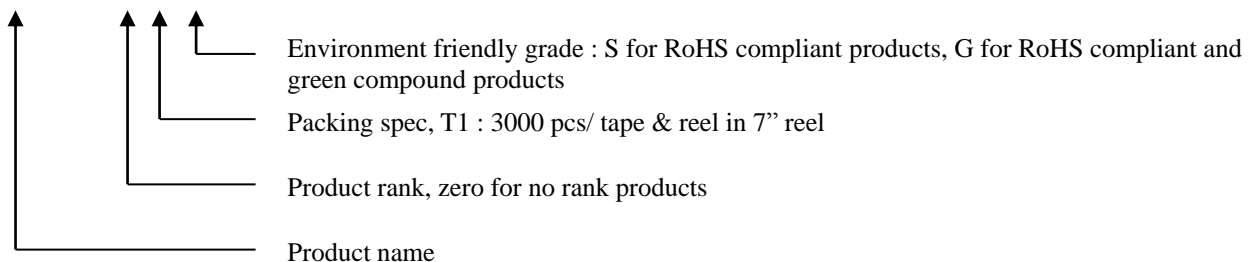 Environment friendly grade : S for RoHS compliant products, G for RoHS compliant and
green compound products
Packing spec, T1 : 3000 pcs/ tape & reel in 7” reel
Product rank, zero for no rank products
Product name